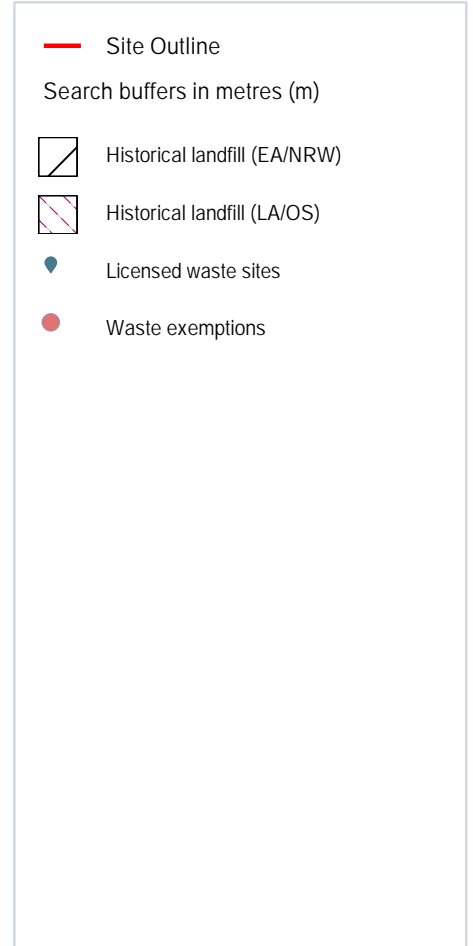 Site Outline
Search buffers in metres (m)
Historical landfill (EA/NRW)
Historical landfill (LA/OS)
Licensed waste sites
Waste exemptions